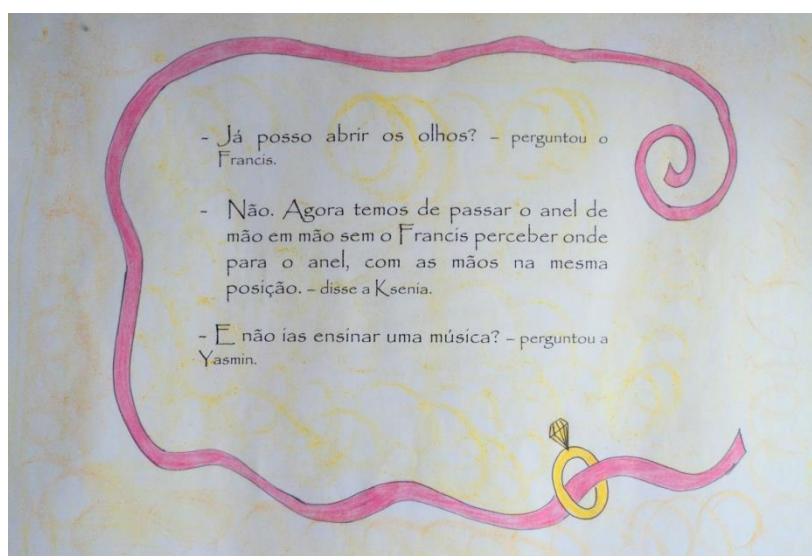 - Já posso abrir os olhos? – perguntou o
Francis.
- Não. Agora temos de passar o anel de
mão em mão sem o Francis perceber onde
para o anel, com as mãos na mesma
posição. – disse a Ksenia.
- E não ias ensinar uma música? – perguntou a
Yasmin.